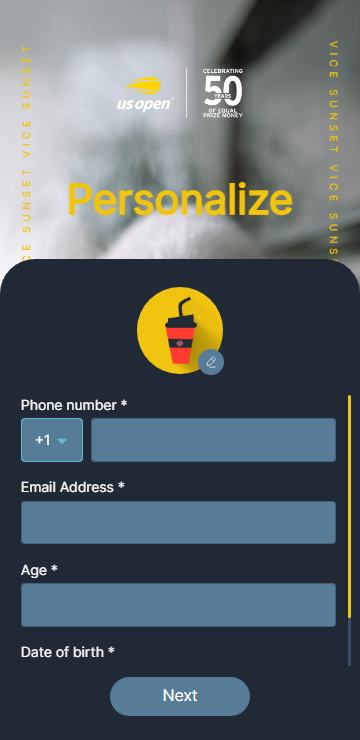 VICE SUNSET VICE SUNSET
VICE SUNSET VICE SUNS
us open
CELEBRATING
50
YEARS
OF EQUAL
PRIZE MONEY
Personalize
Phone number *
+1
Email Address *
Age *
Date of birth *
Next